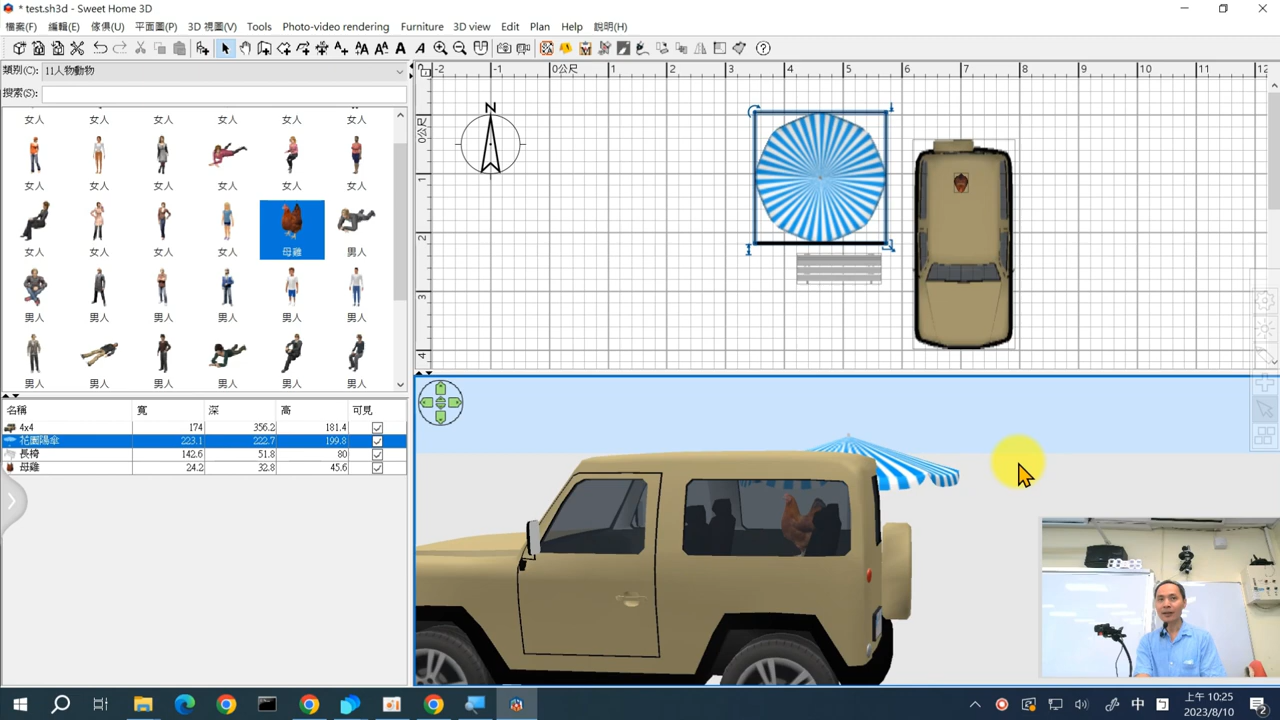 * test.sh3d - Sweet Home 3D
檔案(F) 編輯(E) 傢俱(U) 平面圖(P) 3D 視圖(V) Tools Photo-video rendering Furniture 3D view Edit Plan Help 說明(H)
類別(C): 11人物動物
搜索(S):
女人 女人 女人 女人 女人 女人
女人 女人 女人 女人 女人 女人
女人 女人 女人 女人 母雞 男人
男人 男人 男人 男人 男人 男人
男人 男人 男人 男人 男人 男人
名稱 寬 深 高 可見
4x4 174 356.2 181.4
花園陽傘 223.1 222.7 199.8
長椅 142.6 51.8 80
母雞 24.2 32.8 45.6
-2 -1 0公尺 1 2 3 4 5 6 7 8 9 10 11 12
0公尺
1
2
3
4
N
中
上午 10:25
2023/8/10
2